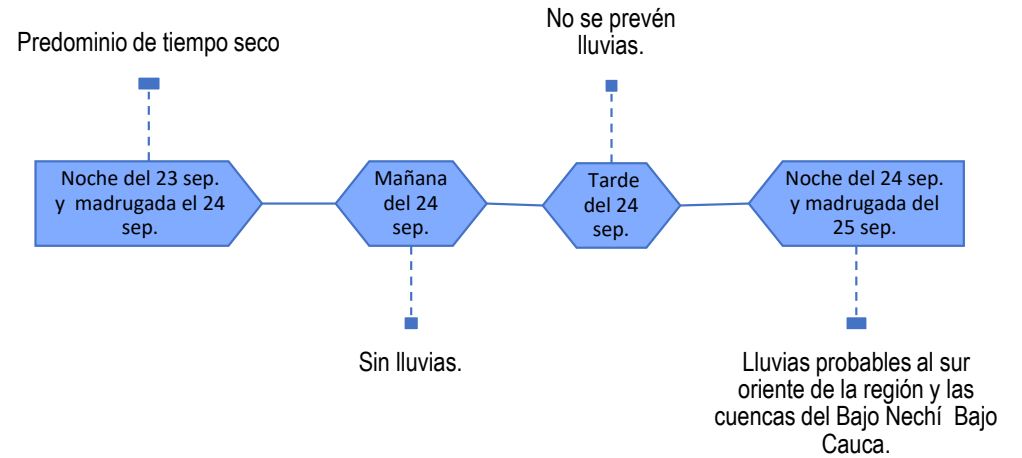 Predominio de tiempo seco
No se prevén
lluvias.
Noche del 23 sep.
y madrugada el 24
sep.
Mañana
del 24
sep.
Tarde
del 24
sep.
Noche del 24 sep.
y madrugada del
25 sep.
Sin lluvias.
Lluvias probables al sur
oriente de la región y las
cuencas del Bajo Nechí Bajo
Cauca.